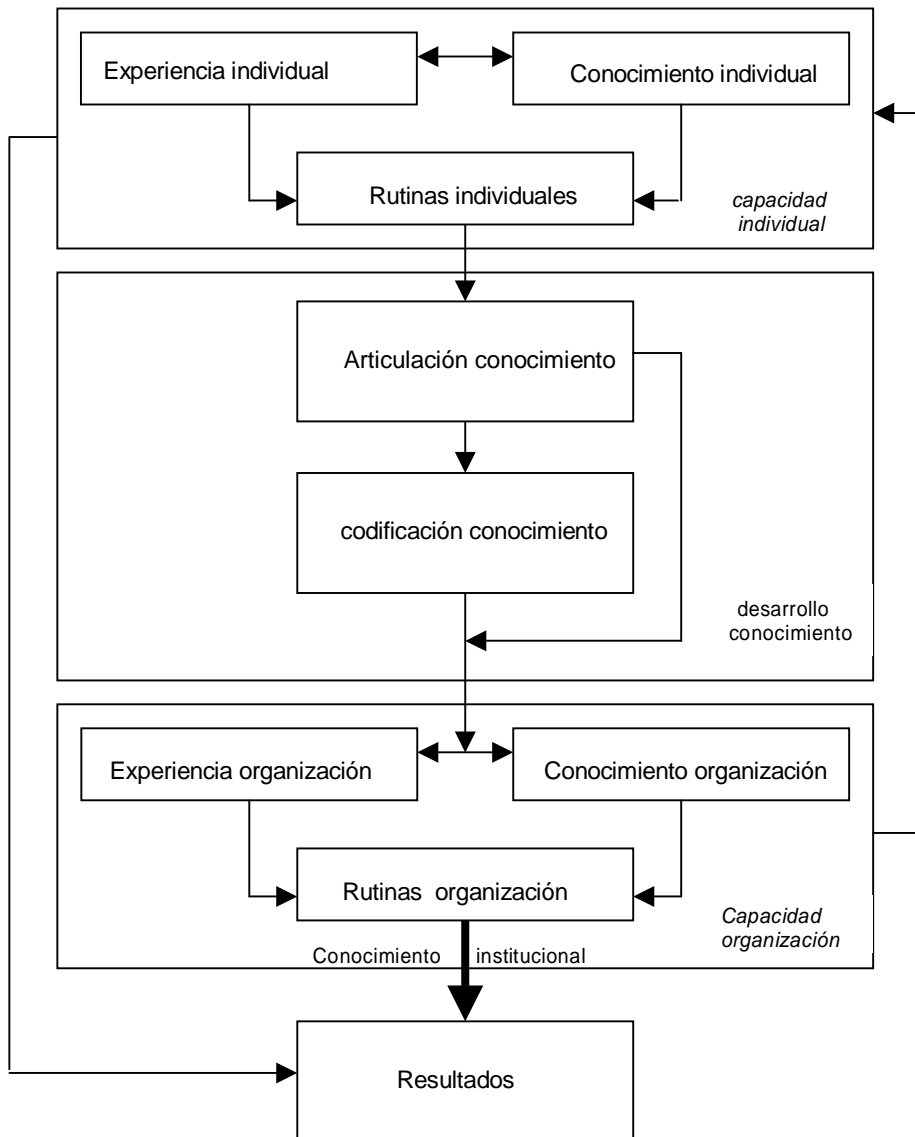 Experiencia individual
Conocimiento individual
Rutinas individuales
capacidad
individual
Articulación conocimiento
codificación conocimiento
desarrollo
conocimiento
Experiencia organización
Conocimiento organización
Rutinas organización
Capacidad
organización
Conocimiento institucional
Resultados